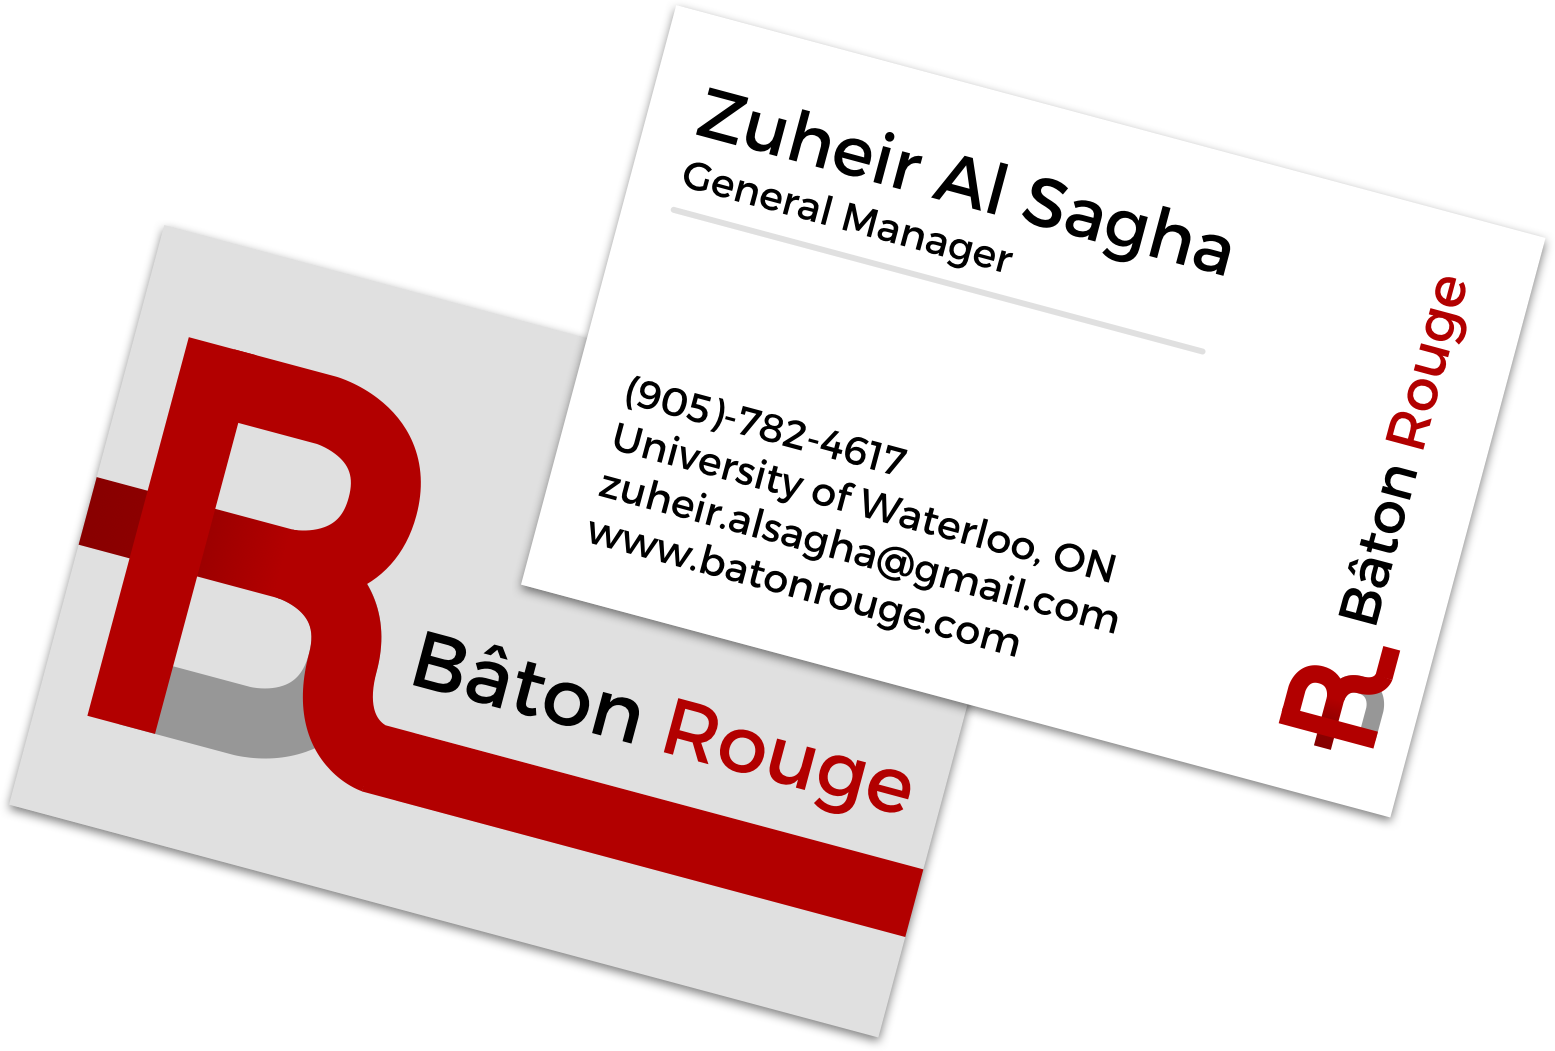 Zuheir Al Sagha
General Manager
(905)-782-4617
University of Waterloo, ON
zuheir.alsagha@gmail.com
www.batonrouge.com
Bâton Rouge
Bâton Rouge